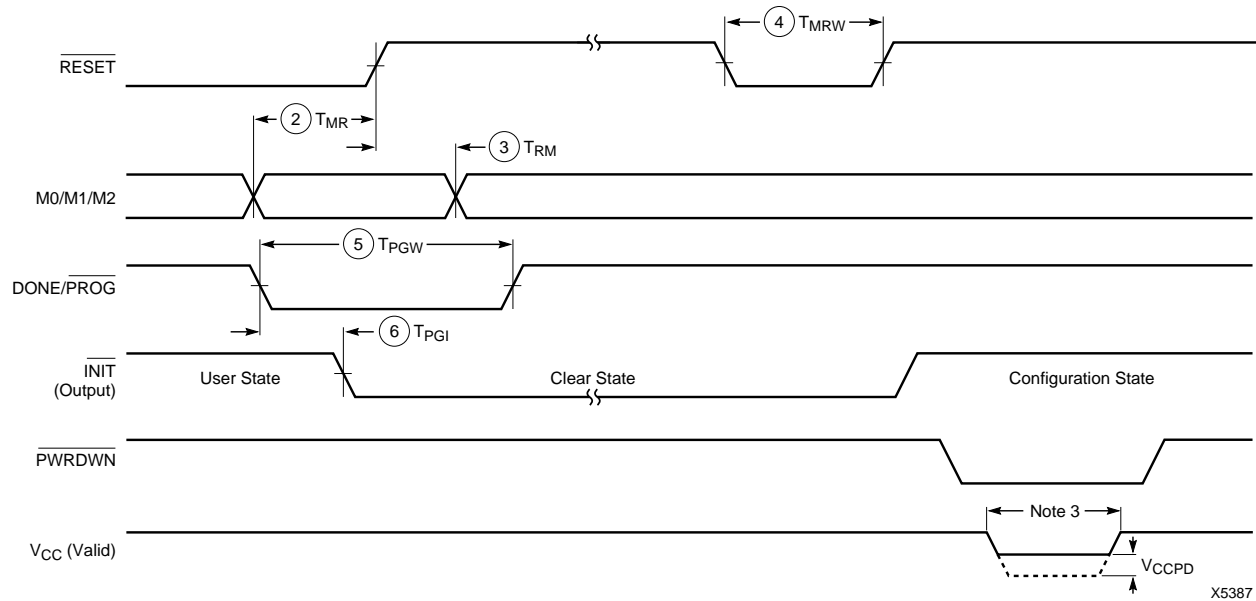 4 TMRW
RESET
2 TMR
3 TRM
M0/M1/M2
5 TPGW
DONE/PROG
6 TPGI
INIT
(Output)
User State
Clear State
Configuration State
PWRDWN
Note 3
VCC (Valid)
VCCPD
X5387